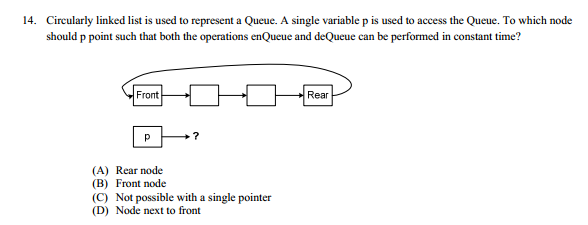 14. Circularly linked list is used to represent a Queue. A single variable p is used to access the Queue. To which node
should p point such that both the operations enQueue and deQueue can be performed in constant time?
Front
Rear
p
?
(A) Rear node
(B) Front node
(C) Not possible with a single pointer
(D) Node next to front